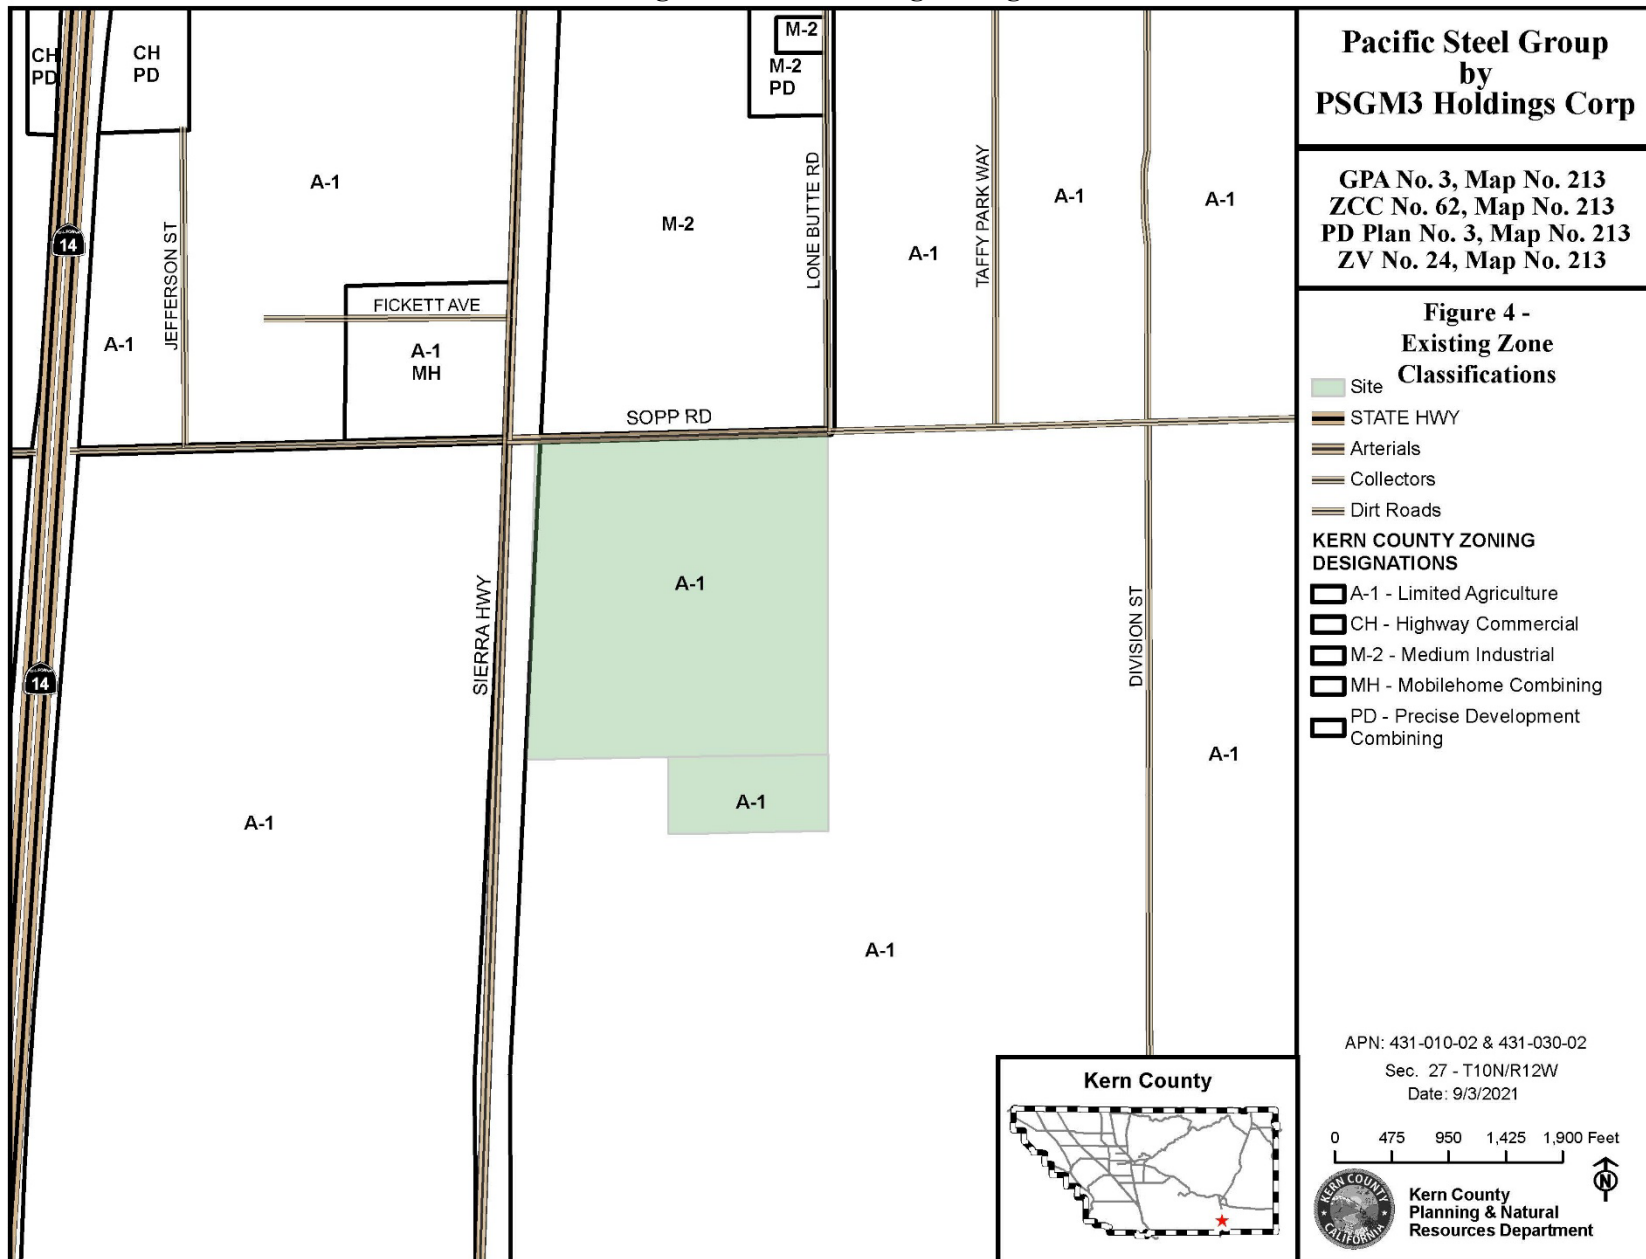 CH
PD
CH
PD
M-2
M-2
PD
A-1
M-2
A-1
A-1
A-1
14
JEFFERSON ST
LONE BUTTE RD
TAFFY PARK WAY
A-1
FICKETT AVE
A-1
MH
SOPP RD
SIERRA HWY
A-1
DIVISION ST
14
A-1
A-1
A-1
A-1
Kern County
Pacific Steel Group
by
PSGM3 Holdings Corp
GPA No. 3, Map No. 213
ZCC No. 62, Map No. 213
PD Plan No. 3, Map No. 213
ZV No. 24, Map No. 213
Figure 4 -
Existing Zone
Classifications
Site
STATE HWY
Arterials
Collectors
Dirt Roads
KERN COUNTY ZONING
DESIGNATIONS
A-1 - Limited Agriculture
CH - Highway Commercial
M-2 - Medium Industrial
MH - Mobilehome Combining
PD - Precise Development
Combining
APN: 431-010-02 & 431-030-02
Sec. 27 - T10N/R12W
Date: 9/3/2021
0 475 950 1,425 1,900 Feet
N
KERN COUNTY
CALIFORNIA
Kern County
Planning & Natural
Resources Department